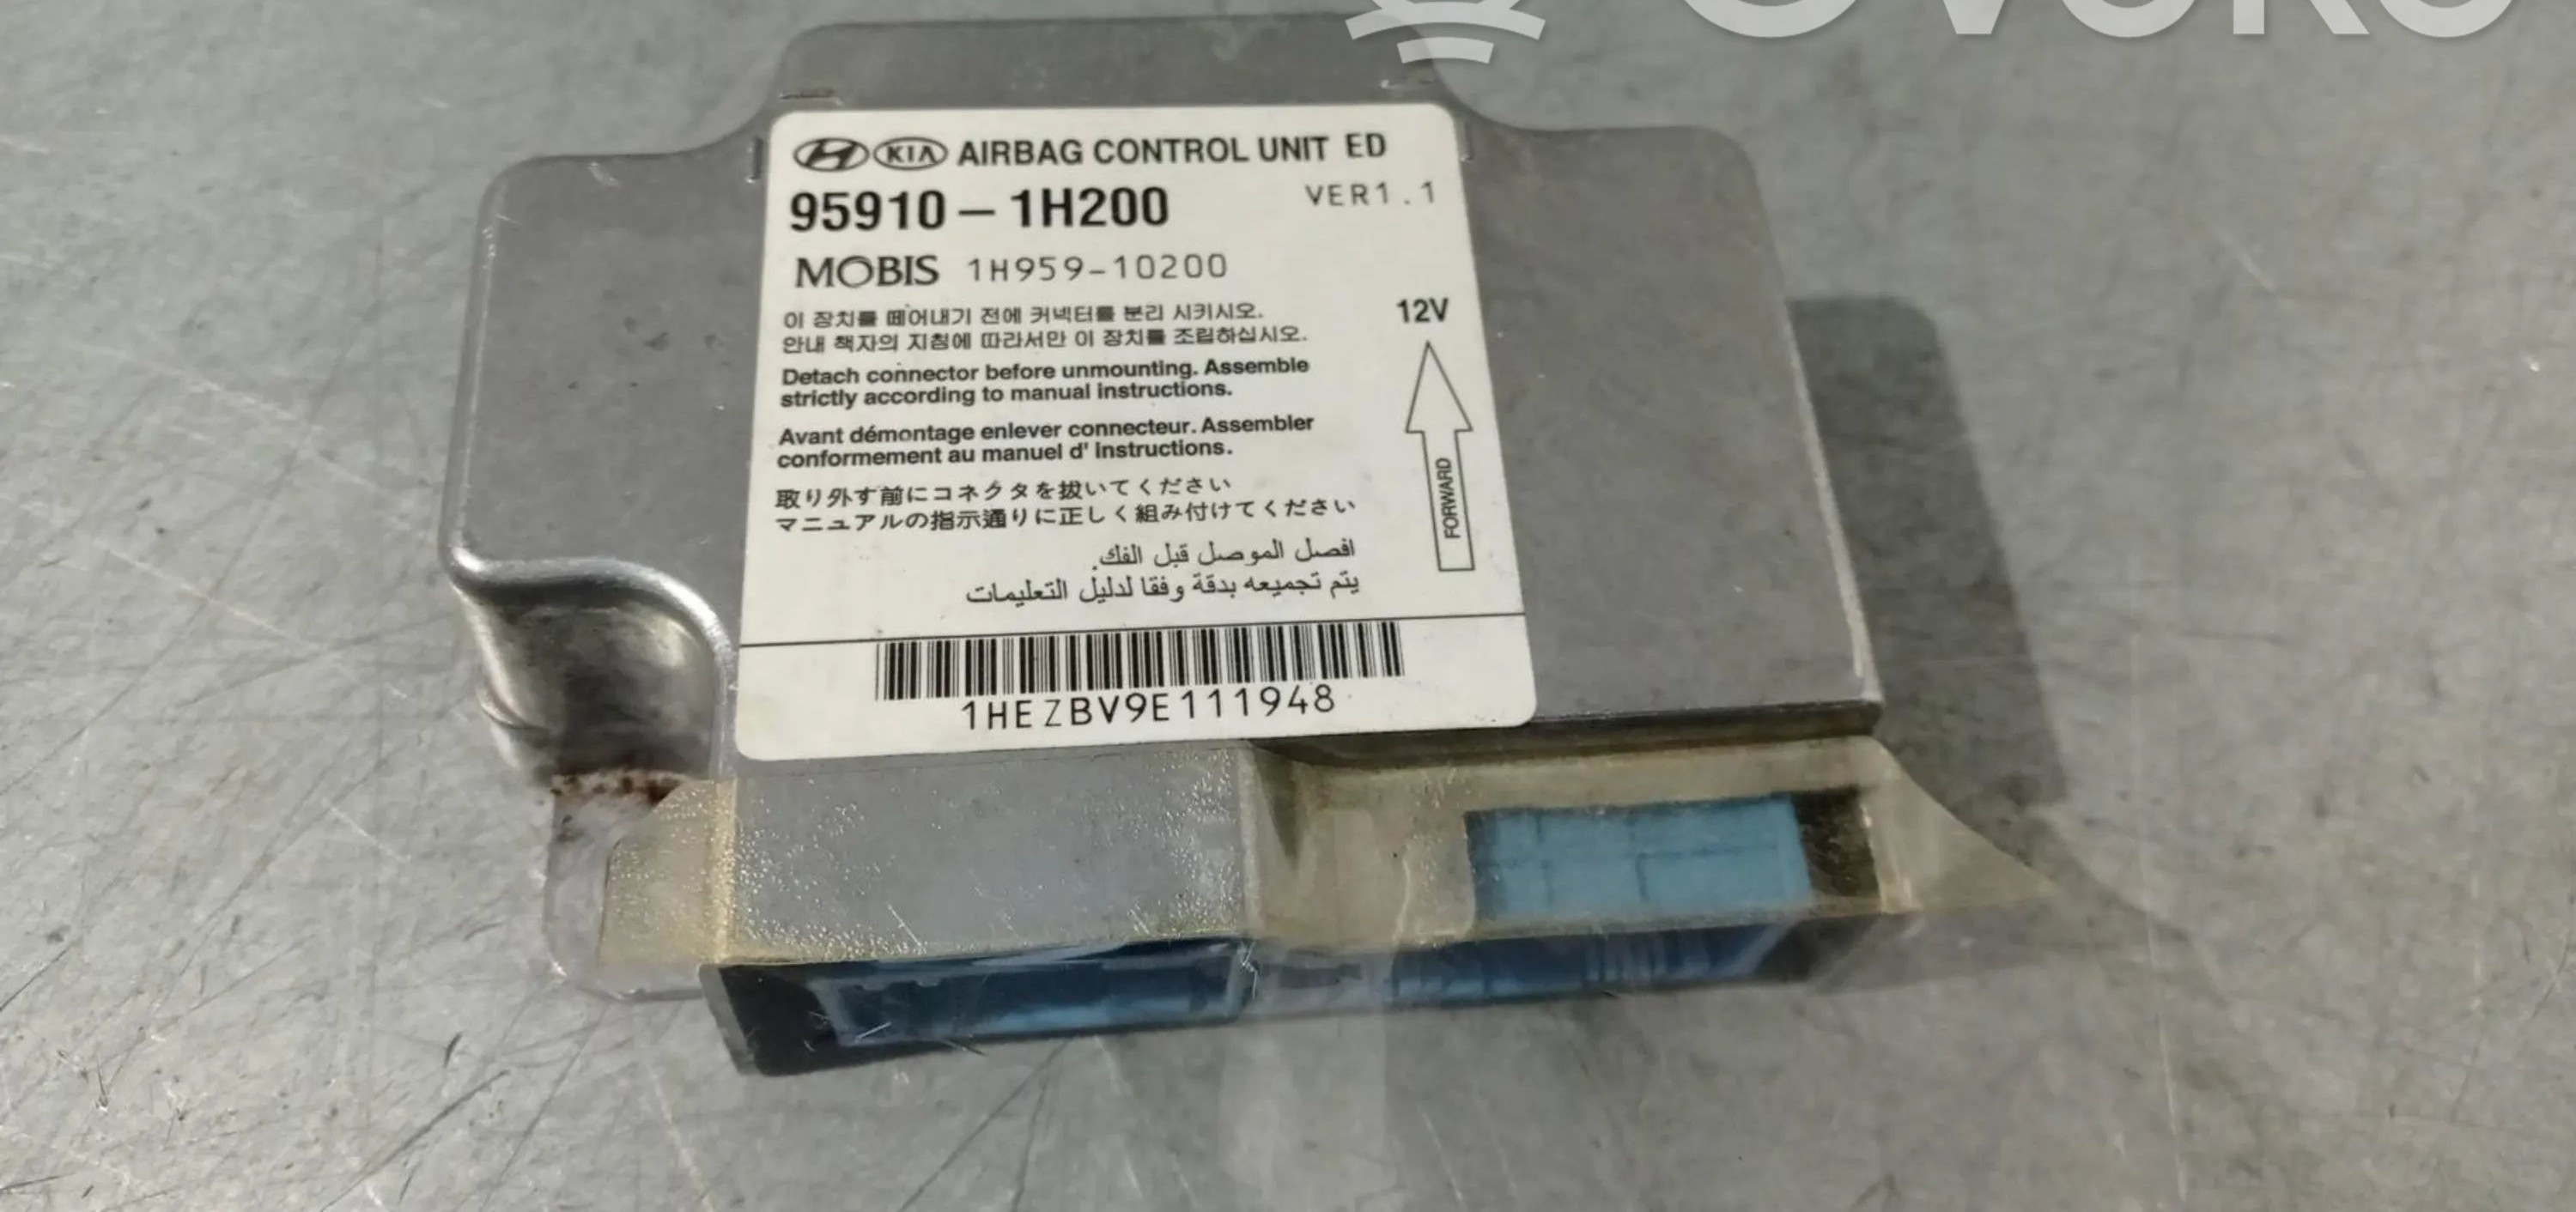 OVOKO
KIA AIRBAG CONTROL UNIT ED
95910-1H200 VER1.1
MOBIS 1H959-10200
이 장치를 떼어내기 전에 커넥터를 분리 시키시오.
안내 책자의 지침에 따라서만 이 장치를 조립하십시오.
12V
Detach connector before unmounting. Assemble
strictly according to manual instructions.
Avant démontage enlever connecteur. Assembler
conformement au manuel d' instructions.
FORWARD
取り外す前にコネクタを抜いてください
マニュアルの指示通りに正しく組み付けてください
افصل الموصل قبل الفك.
يتم تجميعه بدقة وفقا لدليل التعليمات
1HEZBV9E111948